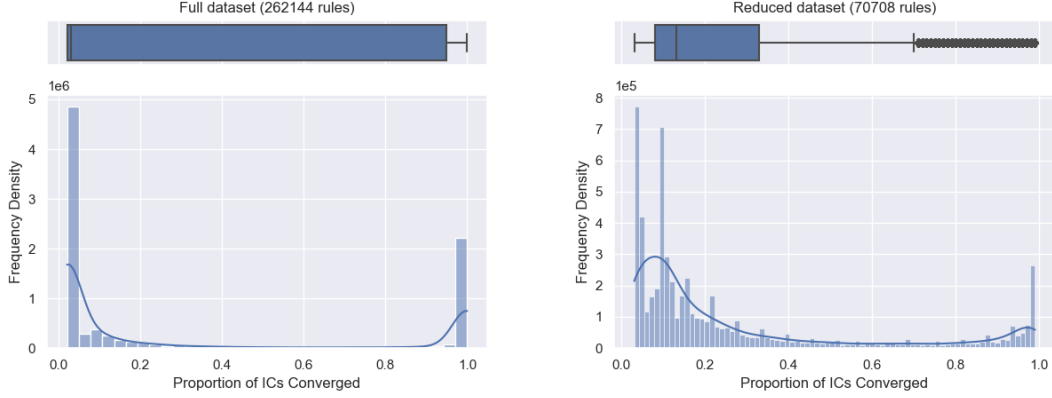 Full dataset (262144 rules)
1e6
5
4
3
2
1
0
Frequency Density
0.0 0.2 0.4 0.6 0.8 1.0
Proportion of ICs Converged
Reduced dataset (70708 rules)
1e5
8
7
6
5
4
3
2
1
0
Frequency Density
0.0 0.2 0.4 0.6 0.8 1.0
Proportion of ICs Converged